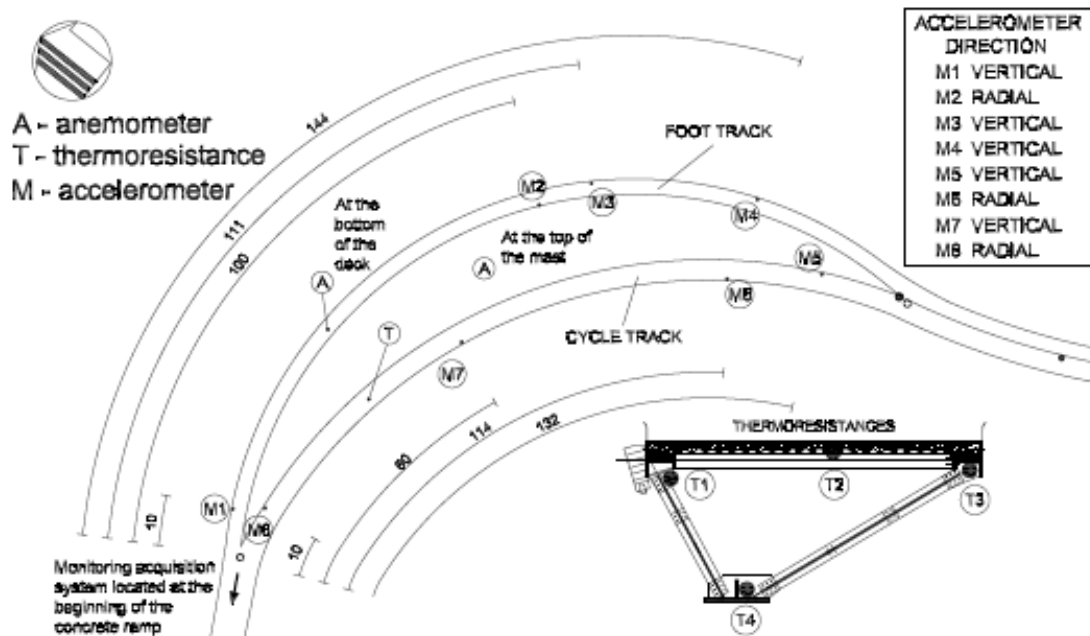 A - anemometer
T - thermoresistance
M - accelerometer
ACCELEROMETER
DIRECTION
M1 VERTICAL
M2 RADIAL
M3 VERTICAL
M4 VERTICAL
M5 VERTICAL
M6 RADIAL
M7 VERTICAL
M8 RADIAL
144
111
100
10
FOOT TRACK
M2
M3
M4
At the
bottom
of the
deck
A
At the top of
the mast
A
M5
M6
T
CYCLE TRACK
M7
M1
M8
60
114
132
10
Monitoring acquisition
system located at the
beginning of the
concrete ramp
THERMORESISTANCES
T1
T2
T3
T4